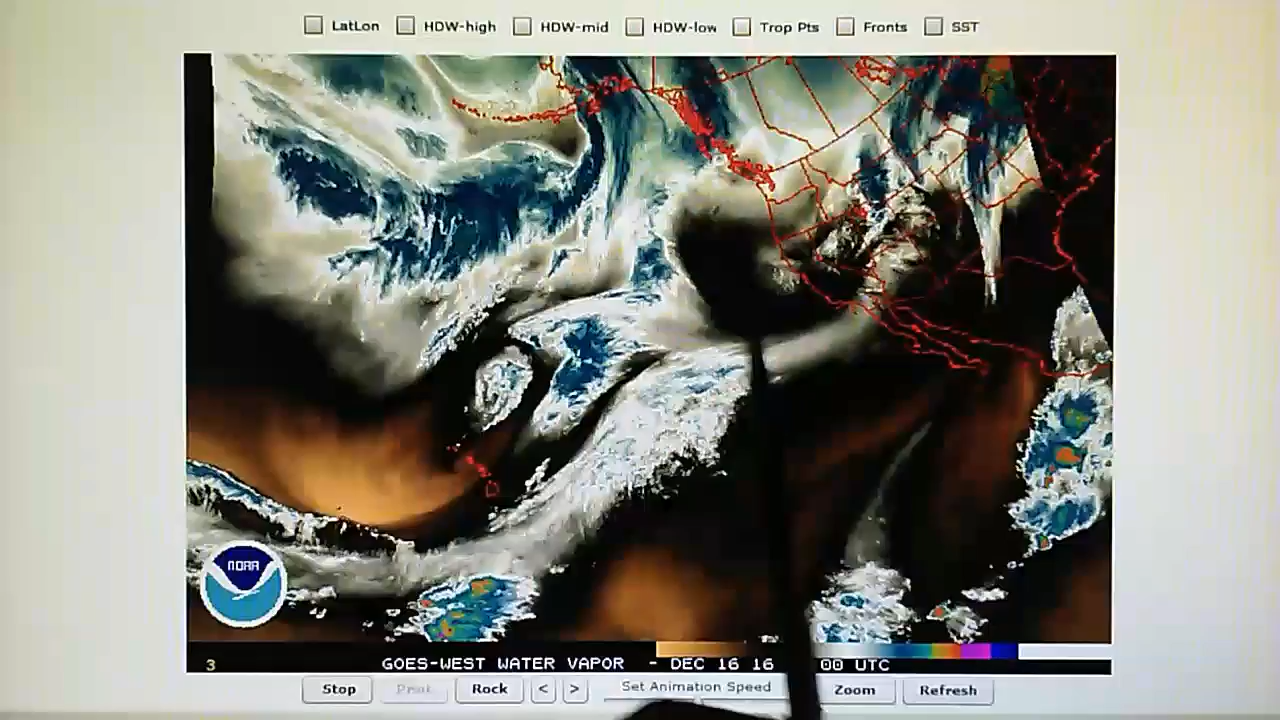 LatLon HDW-high HDW-mid HDW-low Trop Pts Fronts SST
NOAA
3 GOES-WEST WATER VAPOR - DEC 16 16 00 UTC
Stop Rock < > Set Animation Speed Zoom Refresh